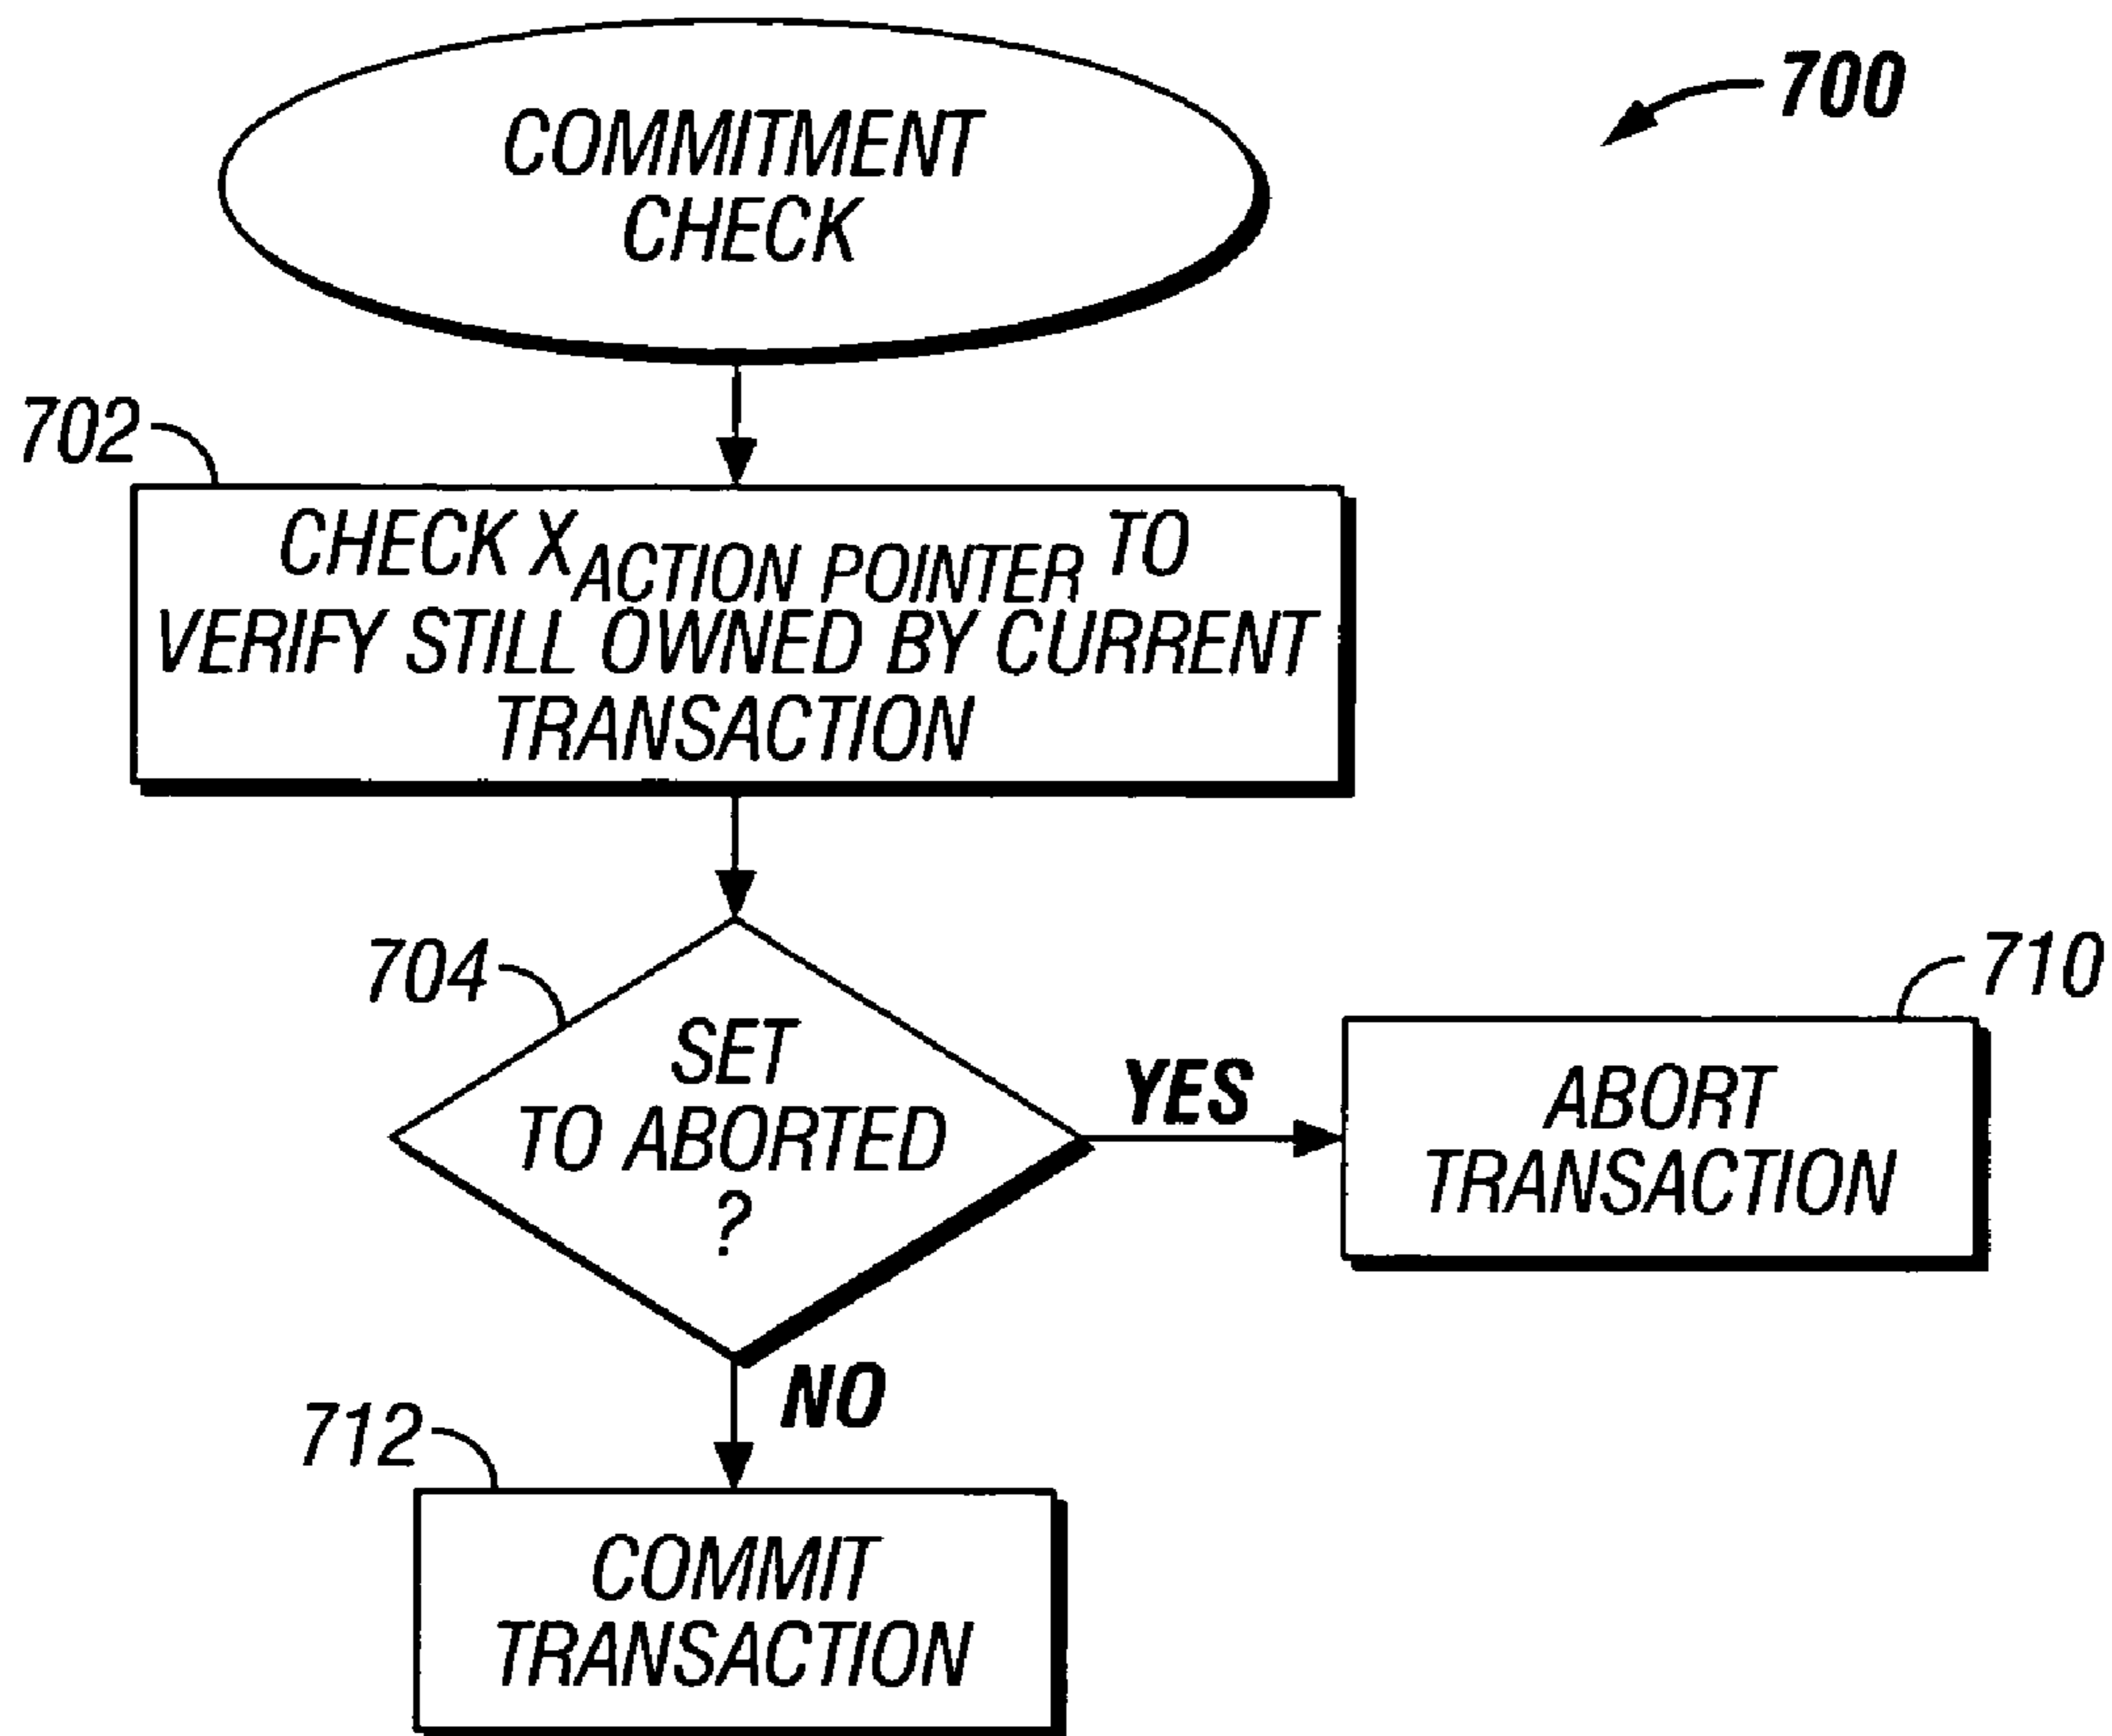 COMMITMENT
CHECK
700
702
CHECK XACTION POINTER TO
VERIFY STILL OWNED BY CURRENT
TRANSACTION
704
SET
TO ABORTED
?
YES
710
ABORT
TRANSACTION
NO
712
COMMIT
TRANSACTION